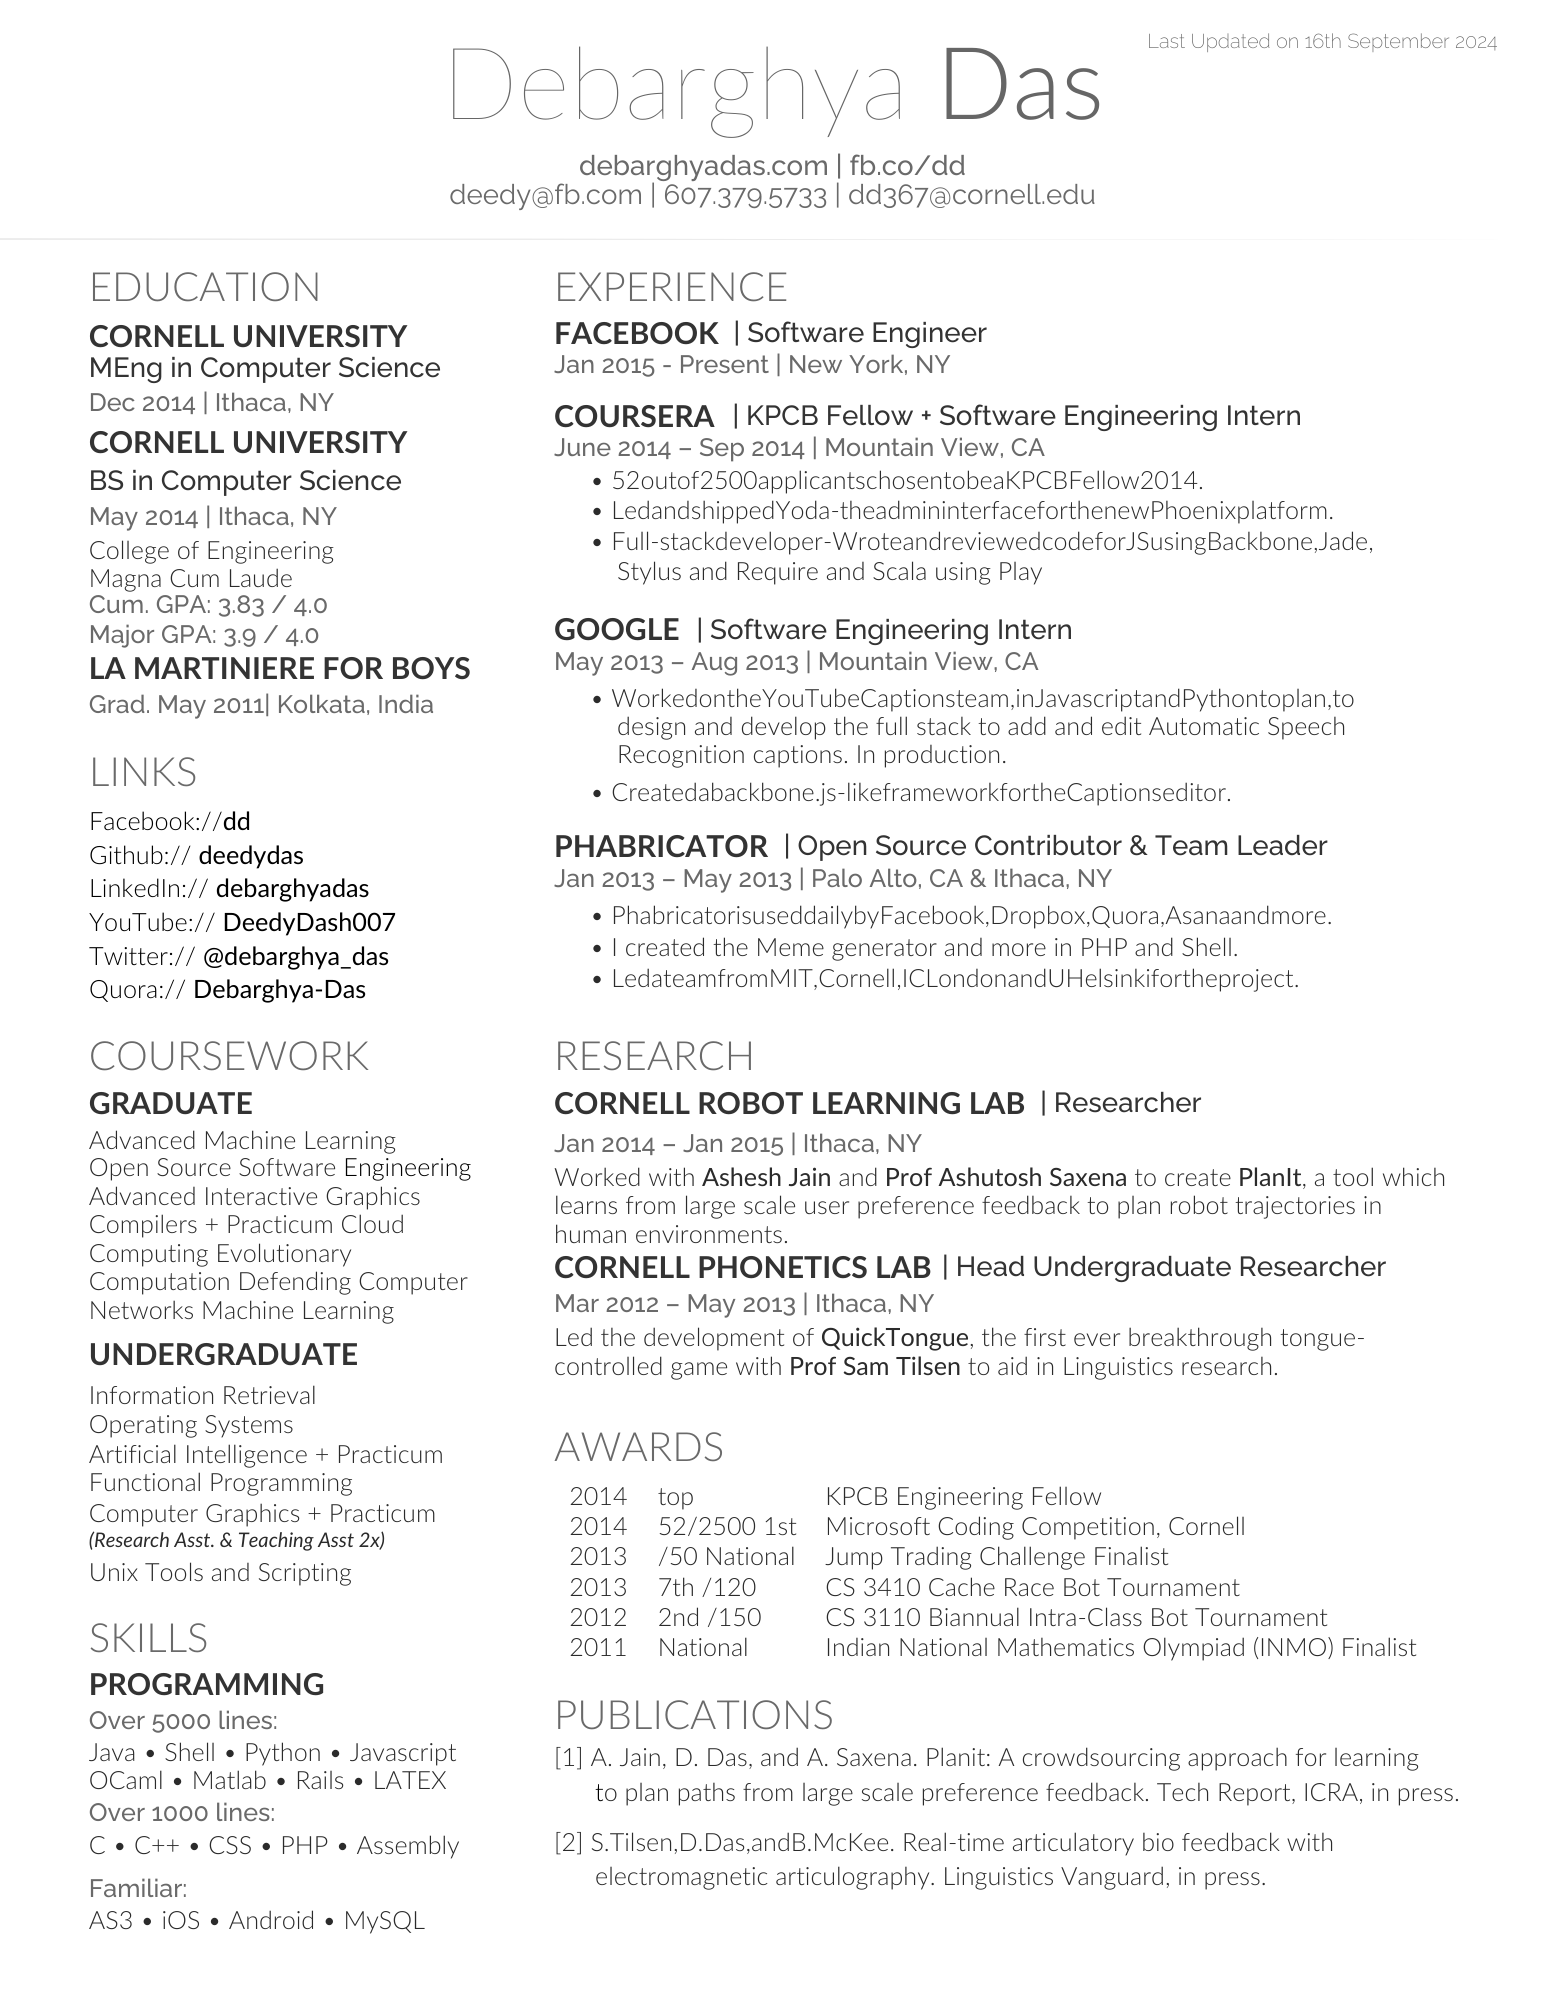 Last Updated on 16th September 2024
Debarghya Das
debarghyadas.com | fb.co/dd
deedy@fb.com | 607.379.5733 | dd367@cornell.edu
EDUCATION
CORNELL UNIVERSITY
MEng in Computer Science
Dec 2014 | Ithaca, NY
CORNELL UNIVERSITY
BS in Computer Science
May 2014 | Ithaca, NY
College of Engineering
Magna Cum Laude
Cum. GPA: 3.83 / 4.0
Major GPA: 3.9 / 4.0
LA MARTINIERE FOR BOYS
Grad. May 2011| Kolkata, India
LINKS
Facebook://dd
Github:// deedydas
LinkedIn:// debarghyadas
YouTube:// DeedyDash007
Twitter:// @debarghya_das
Quora:// Debarghya-Das
COURSEWORK
GRADUATE
Advanced Machine Learning
Open Source Software Engineering
Advanced Interactive Graphics
Compilers + Practicum Cloud
Computing Evolutionary
Computation Defending Computer
Networks Machine Learning
UNDERGRADUATE
Information Retrieval
Operating Systems
Artificial Intelligence + Practicum
Functional Programming
Computer Graphics + Practicum
(Research Asst. & Teaching Asst 2x)
Unix Tools and Scripting
SKILLS
PROGRAMMING
Over 5000 lines:
Java • Shell • Python • Javascript
OCaml • Matlab • Rails • LATEX
Over 1000 lines:
C • C++ • CSS • PHP • Assembly
Familiar:
AS3 • iOS • Android • MySQL
EXPERIENCE
FACEBOOK | Software Engineer
Jan 2015 - Present | New York, NY
COURSERA | KPCB Fellow + Software Engineering Intern
June 2014 – Sep 2014 | Mountain View, CA
• 52outof2500applicantschosentobeaKPCBFellow2014.
• LedandshippedYoda-theadmininterfaceforthenewPhoenixplatform.
• Full-stackdeveloper-WroteandreviewedcodeforJSusingBackbone,Jade,
Stylus and Require and Scala using Play
GOOGLE | Software Engineering Intern
May 2013 – Aug 2013 | Mountain View, CA
• WorkedontheYouTubeCaptionsteam,inJavascriptandPythontoplan,to
design and develop the full stack to add and edit Automatic Speech
Recognition captions. In production.
• Createdabackbone.js-likeframeworkfortheCaptionseditor.
PHABRICATOR | Open Source Contributor & Team Leader
Jan 2013 – May 2013 | Palo Alto, CA & Ithaca, NY
• PhabricatorisuseddailybyFacebook,Dropbox,Quora,Asanaandmore.
• I created the Meme generator and more in PHP and Shell.
• LedateamfromMIT,Cornell,ICLondonandUHelsinkifortheproject.
RESEARCH
CORNELL ROBOT LEARNING LAB | Researcher
Jan 2014 – Jan 2015 | Ithaca, NY
Worked with Ashesh Jain and Prof Ashutosh Saxena to create PlanIt, a tool which
learns from large scale user preference feedback to plan robot trajectories in
human environments.
CORNELL PHONETICS LAB | Head Undergraduate Researcher
Mar 2012 – May 2013 | Ithaca, NY
Led the development of QuickTongue, the first ever breakthrough tongue-
controlled game with Prof Sam Tilsen to aid in Linguistics research.
AWARDS
2014 top KPCB Engineering Fellow
2014 52/2500 1st Microsoft Coding Competition, Cornell
2013 /50 National Jump Trading Challenge Finalist
2013 7th /120 CS 3410 Cache Race Bot Tournament
2012 2nd /150 CS 3110 Biannual Intra-Class Bot Tournament
2011 National Indian National Mathematics Olympiad (INMO) Finalist
PUBLICATIONS
[1] A. Jain, D. Das, and A. Saxena. Planit: A crowdsourcing approach for learning
to plan paths from large scale preference feedback. Tech Report, ICRA, in press.
[2] S.Tilsen,D.Das,andB.McKee. Real-time articulatory bio feedback with
electromagnetic articulography. Linguistics Vanguard, in press.